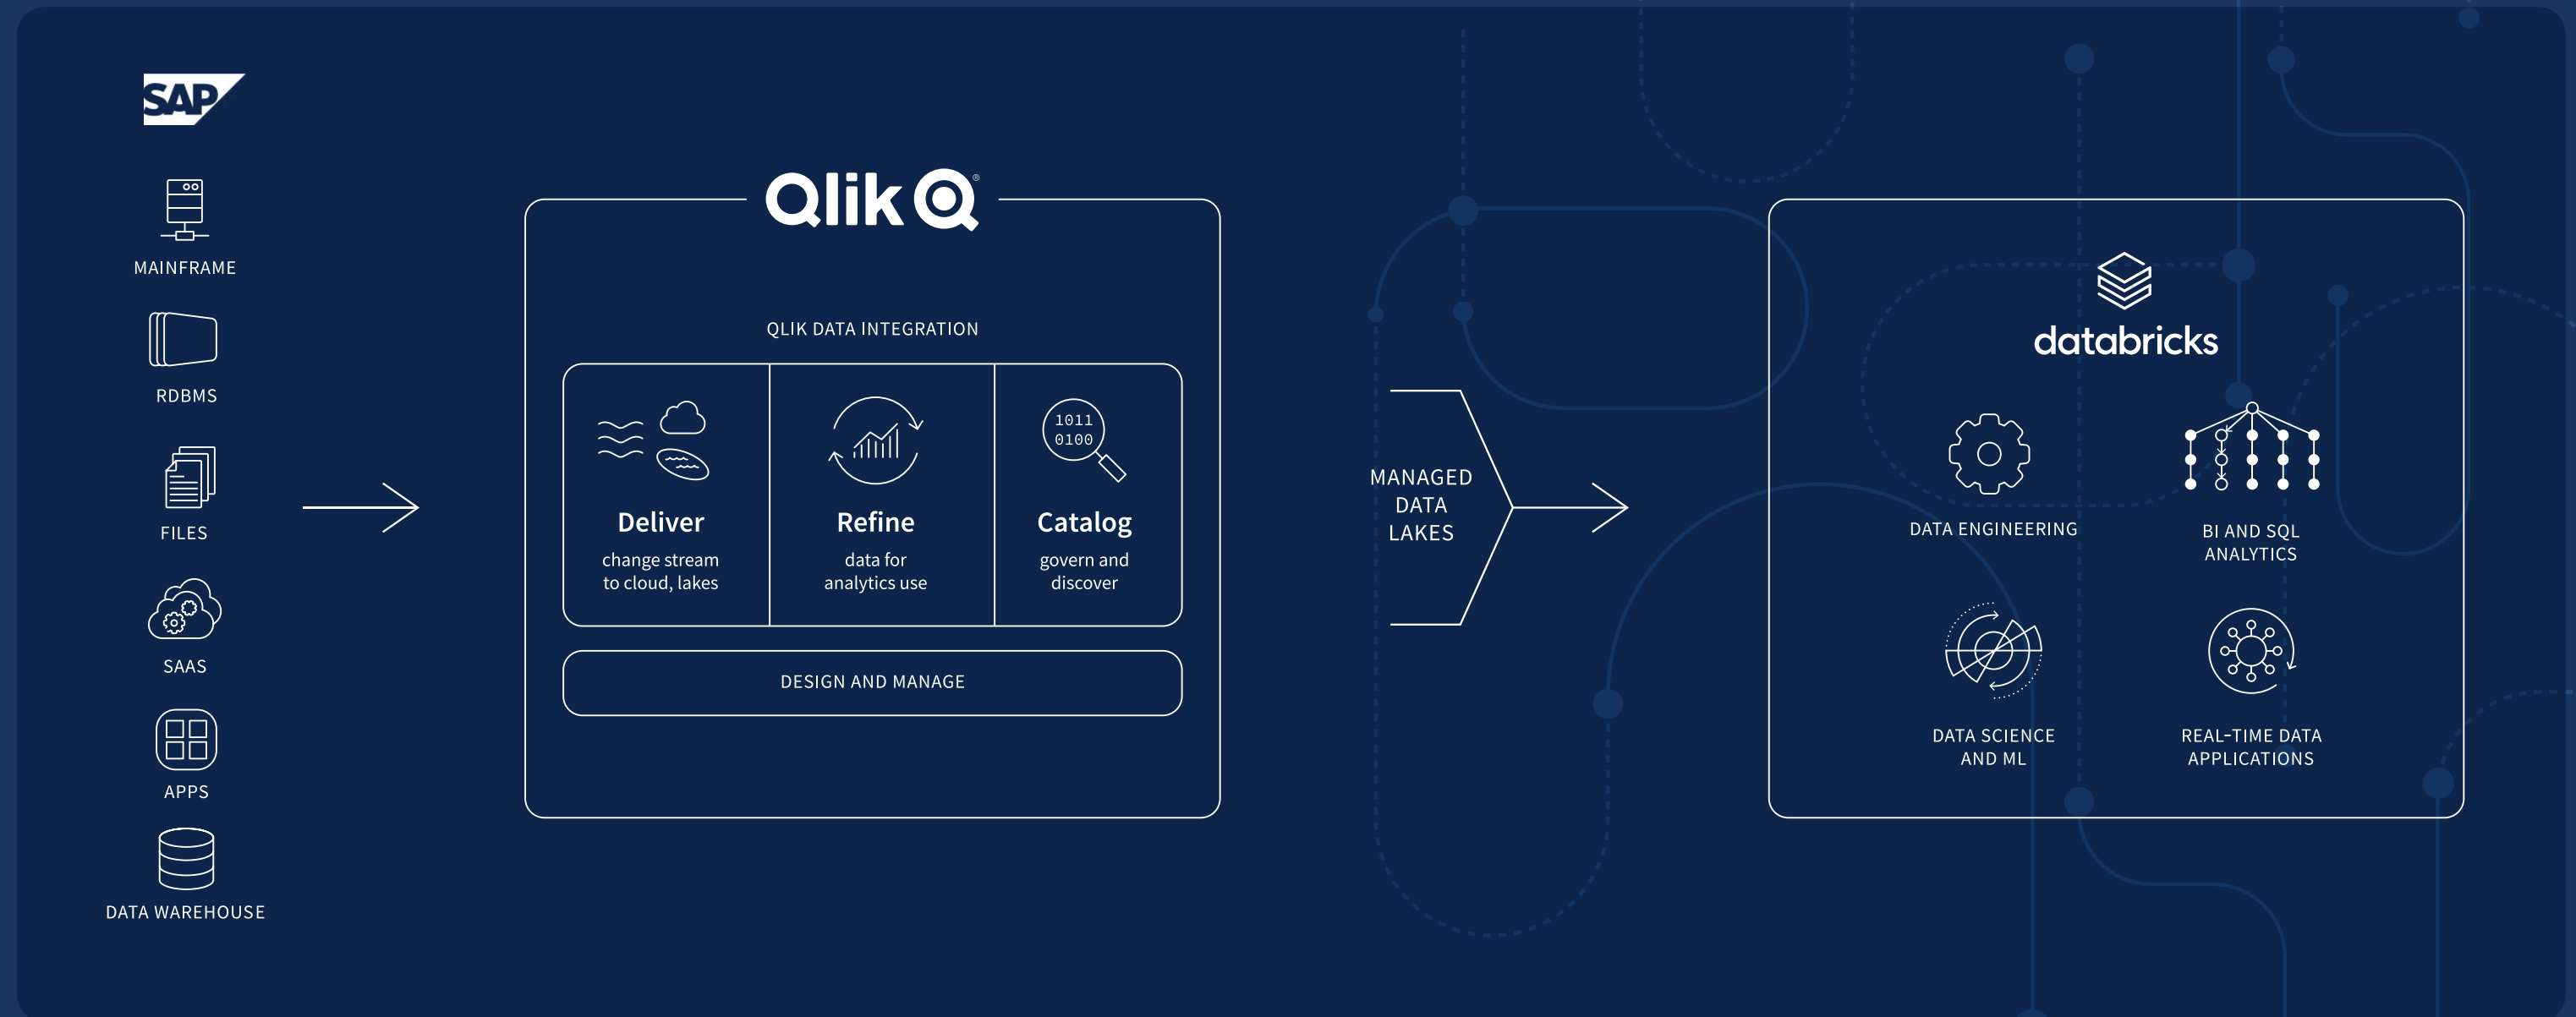 SAP
MAINFRAME
RDBMS
FILES
SAAS
APPS
DATA WAREHOUSE
Qlik Q®
QLIK DATA INTEGRATION
1011
0100
Deliver
change stream
to cloud, lakes
Refine
data for
analytics use
Catalog
govern and
discover
DESIGN AND MANAGE
MANAGED
DATA
LAKES
databricks
DATA ENGINEERING
BI AND SQL
ANALYTICS
DATA SCIENCE
AND ML
REAL-TIME DATA
APPLICATIONS